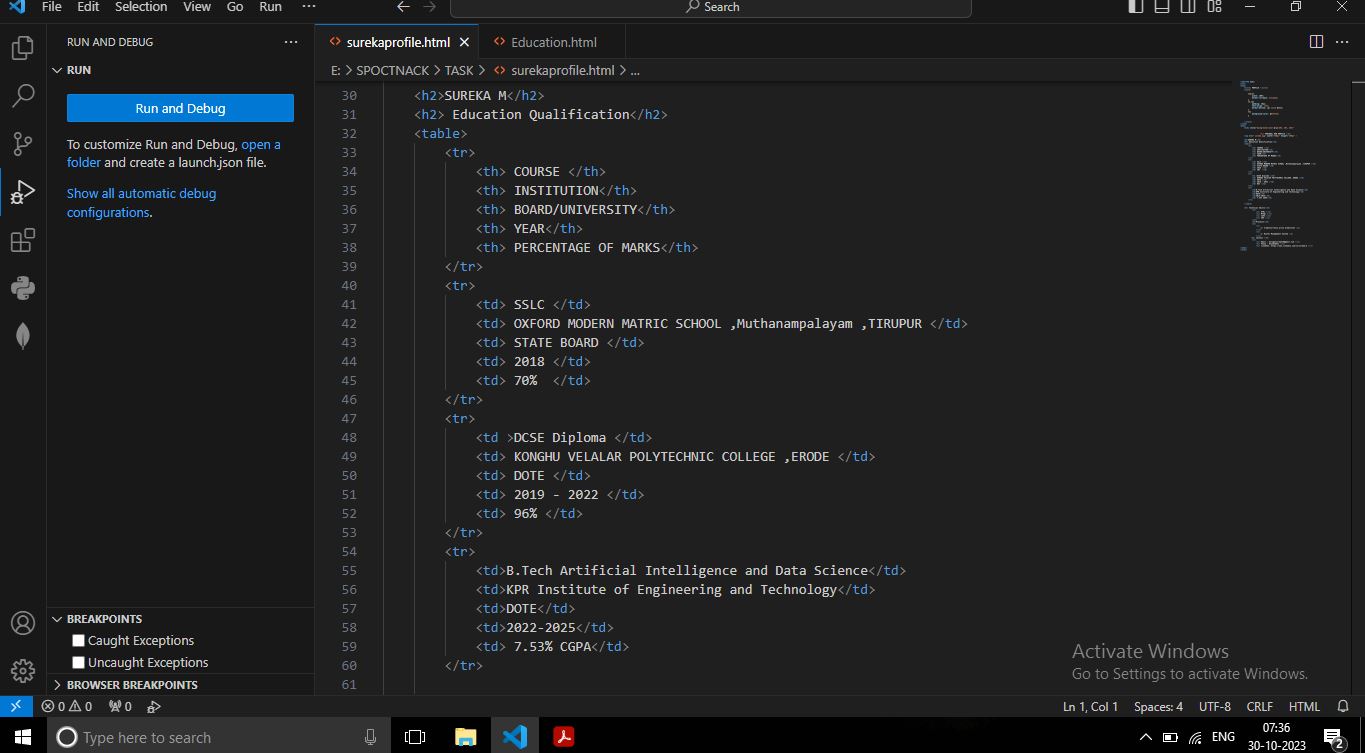 File Edit Selection View Go Run ··· Search
RUN AND DEBUG ···
surekaprofile.html
Education.html
E: > SPOCTNACK > TASK > surekaprofile.html > ...
RUN
Run and Debug
To customize Run and Debug, open a
folder and create a launch.json file.
Show all automatic debug
configurations.
30 <h2>SUREKA M</h2>
31 <h2> Education Qualification</h2>
32 <table>
33 <tr>
34 <th> COURSE </th>
35 <th> INSTITUTION</th>
36 <th> BOARD/UNIVERSITY</th>
37 <th> YEAR</th>
38 <th> PERCENTAGE OF MARKS</th>
39 </tr>
40 <tr>
41 <td> SSLC </td>
42 <td> OXFORD MODERN MATRIC SCHOOL ,Muthanampalayam ,TIRUPUR </td>
43 <td> STATE BOARD </td>
44 <td> 2018 </td>
45 <td> 70%  </td>
46 </tr>
47 <tr>
48 <td >DCSE Diploma </td>
49 <td> KONGHU VELALAR POLYTECHNIC COLLEGE ,ERODE </td>
50 <td> DOTE </td>
51 <td> 2019 - 2022 </td>
52 <td> 96% </td>
53 </tr>
54 <tr>
55 <td>B.Tech Artificial Intelligence and Data Science</td>
56 <td>KPR Institute of Engineering and Technology</td>
57 <td>DOTE</td>
58 <td>2022-2025</td>
59 <td> 7.53% CGPA</td>
60 </tr>
61
BREAKPOINTS
Caught Exceptions
Uncaught Exceptions
BROWSER BREAKPOINTS
Activate Windows
Go to Settings to activate Windows.
0 0 0 Ln 1, Col 1 Spaces: 4 UTF-8 CRLF HTML
Type here to search
ENG
07:36
30-10-2023
2